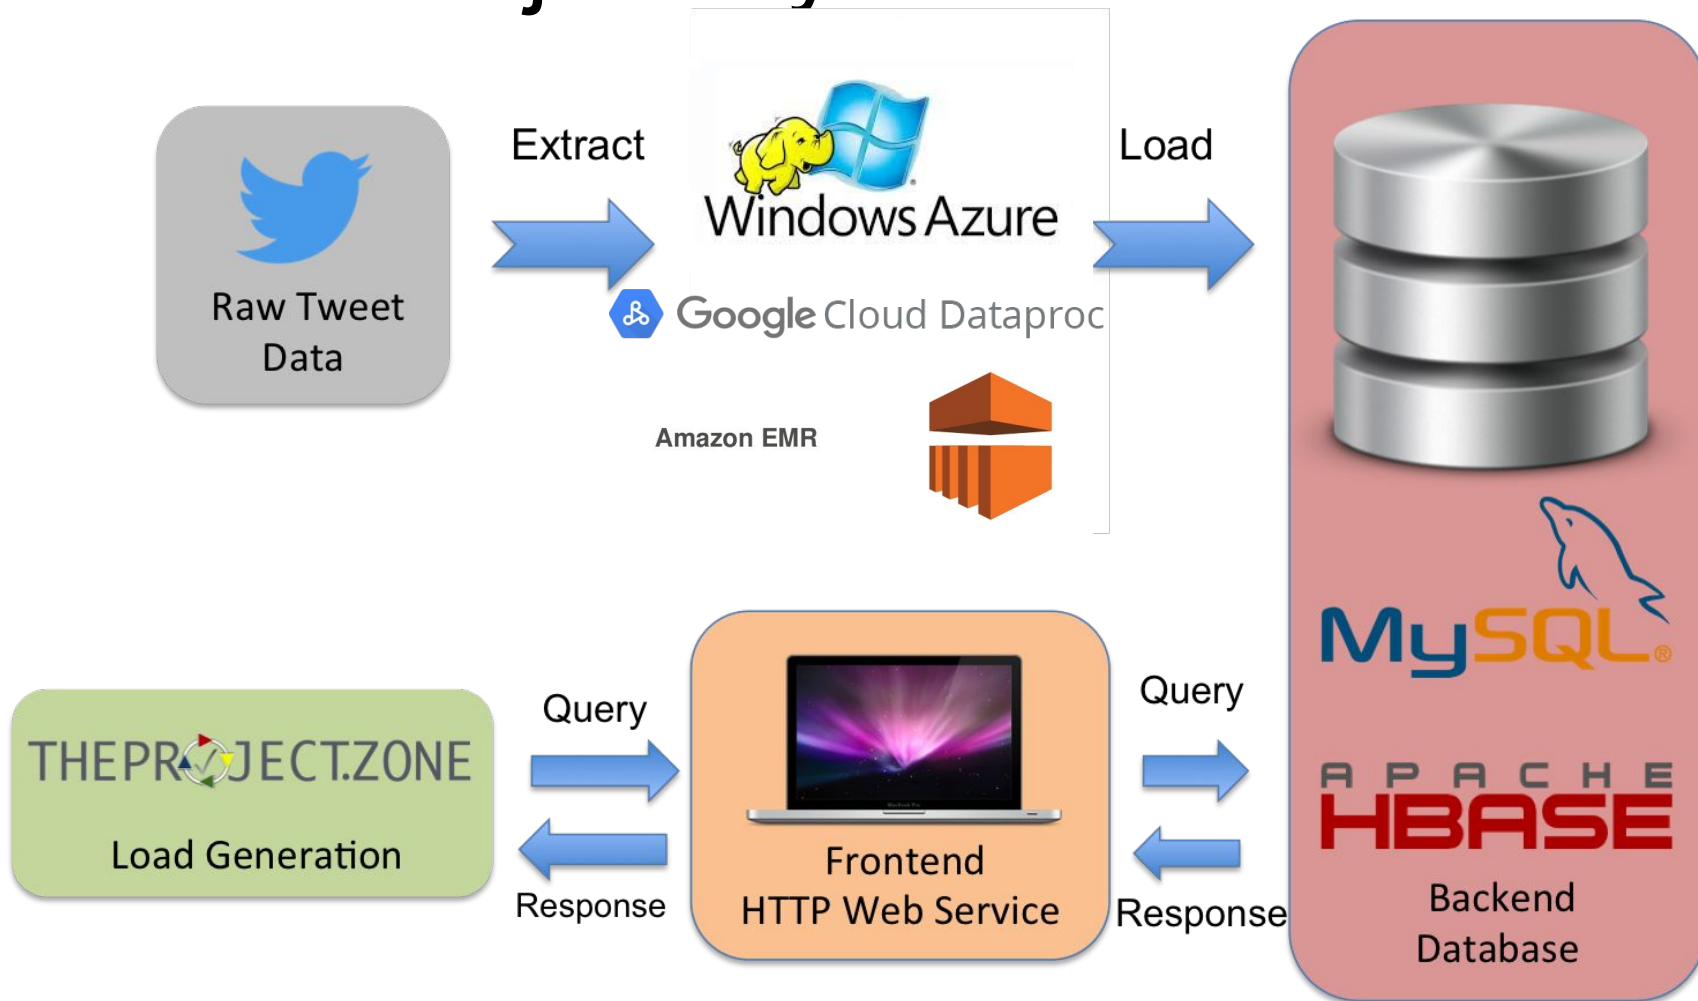 Extract
Load
Windows Azure
Raw Tweet
Data
Google Cloud Dataproc
Amazon EMR
MySQL®
Query
Query
THEPROJECT.ZONE
APACHE
HBASE
Load Generation
Frontend
HTTP Web Service
Response
Response
Backend
Database